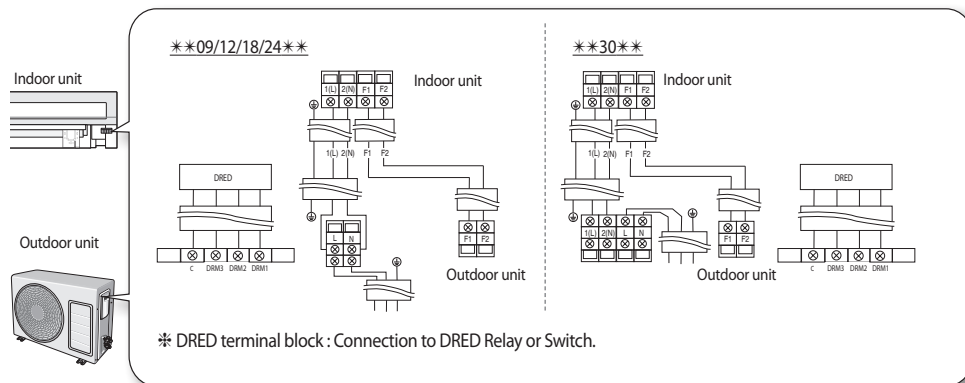 **09/12/18/24**
**30**
Indoor unit
Outdoor unit
Indoor unit
1(L) 2(N) F1 F2
1(L) 2(N) F1 F2
DRED
C DRM3 DRM2 DRM1
L N
F1 F2
Outdoor unit
Indoor unit
1(L) 2(N) F1 F2
1(L) 2(N) F1 F2
1(L) 2(N) L N
F1 F2
Outdoor unit
DRED
C DRM3 DRM2 DRM1
※ DRED terminal block : Connection to DRED Relay or Switch.